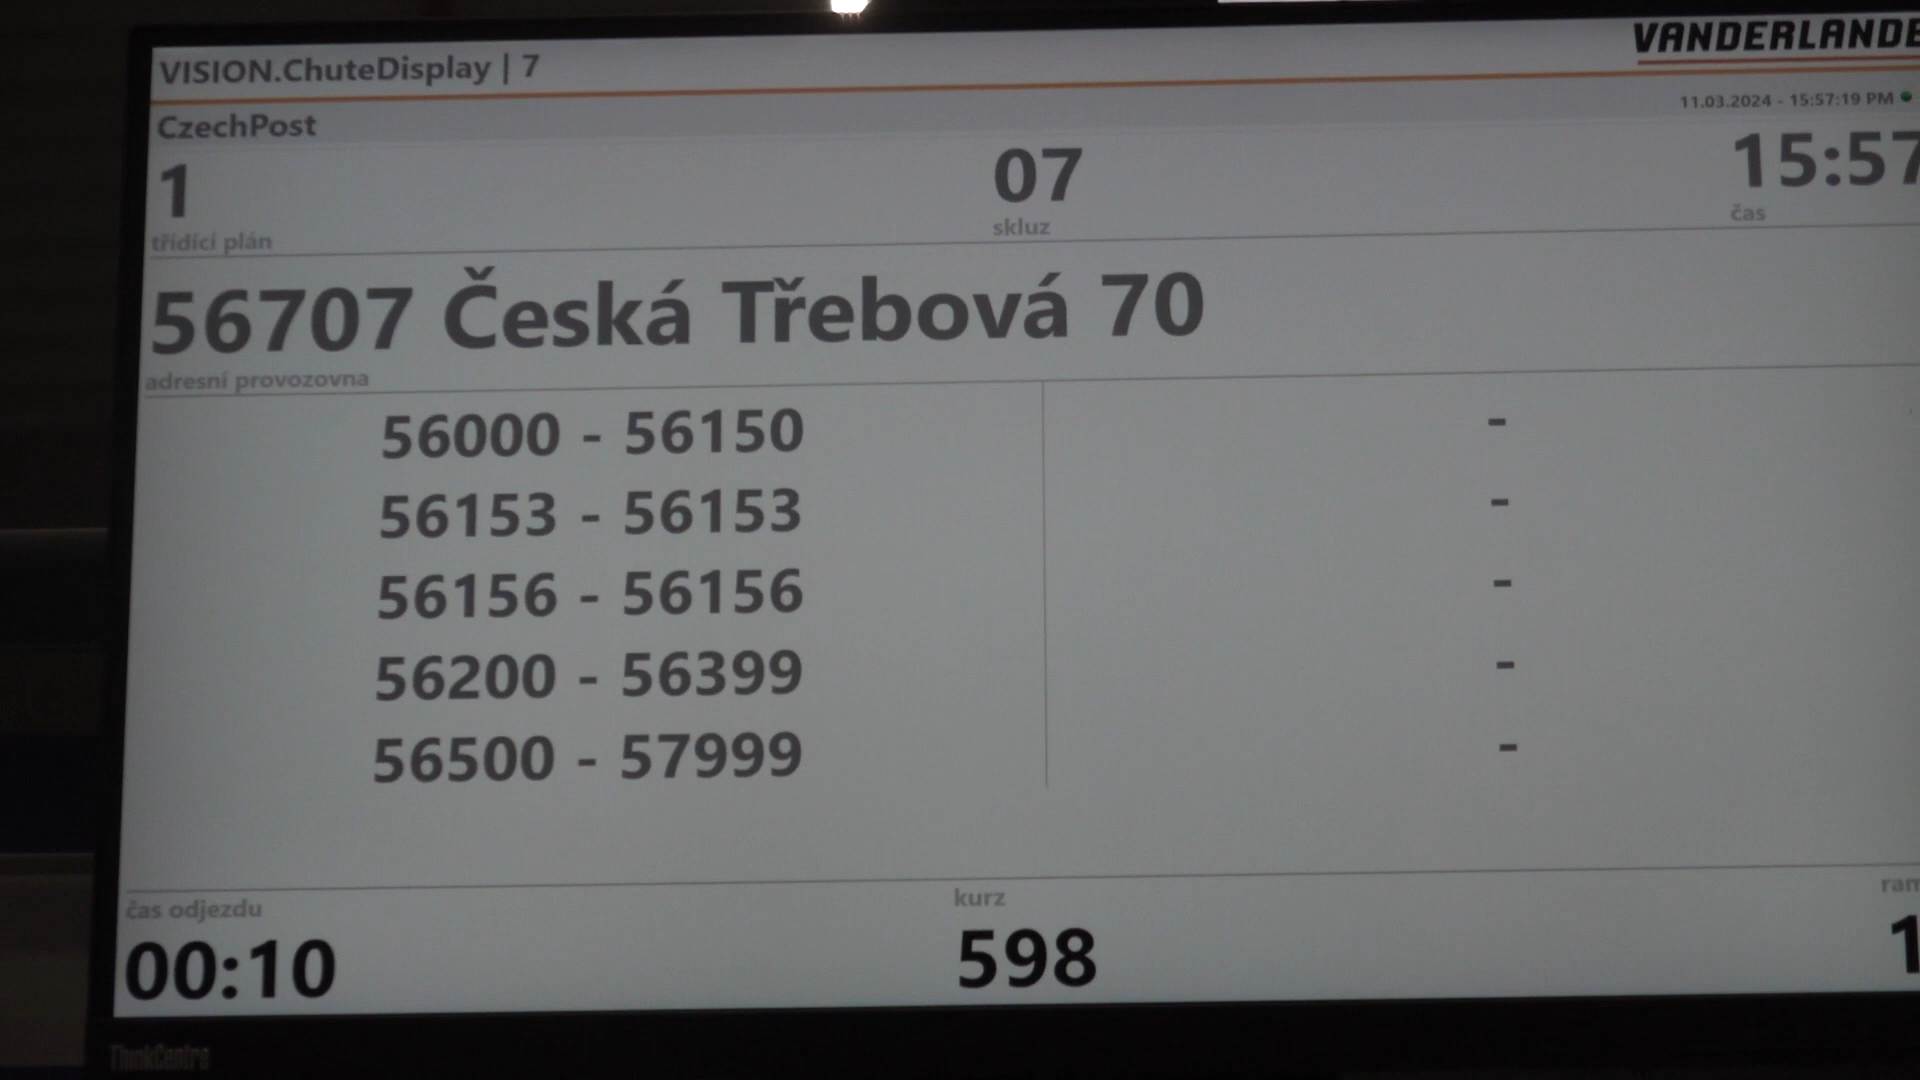 VISION.ChuteDisplay | 7
VANDERLANDE
CzechPost
11.03.2024 - 15:57:19 PM
1
07
15:57
třídící plán
skluz
čas
56707 Česká Třebová 70
adresní provozovna
56000 - 56150
-
56153 - 56153
-
56156 - 56156
-
56200 - 56399
-
56500 - 57999
-
čas odjezdu
kurz
ram
00:10
598
1
ThinkCentre